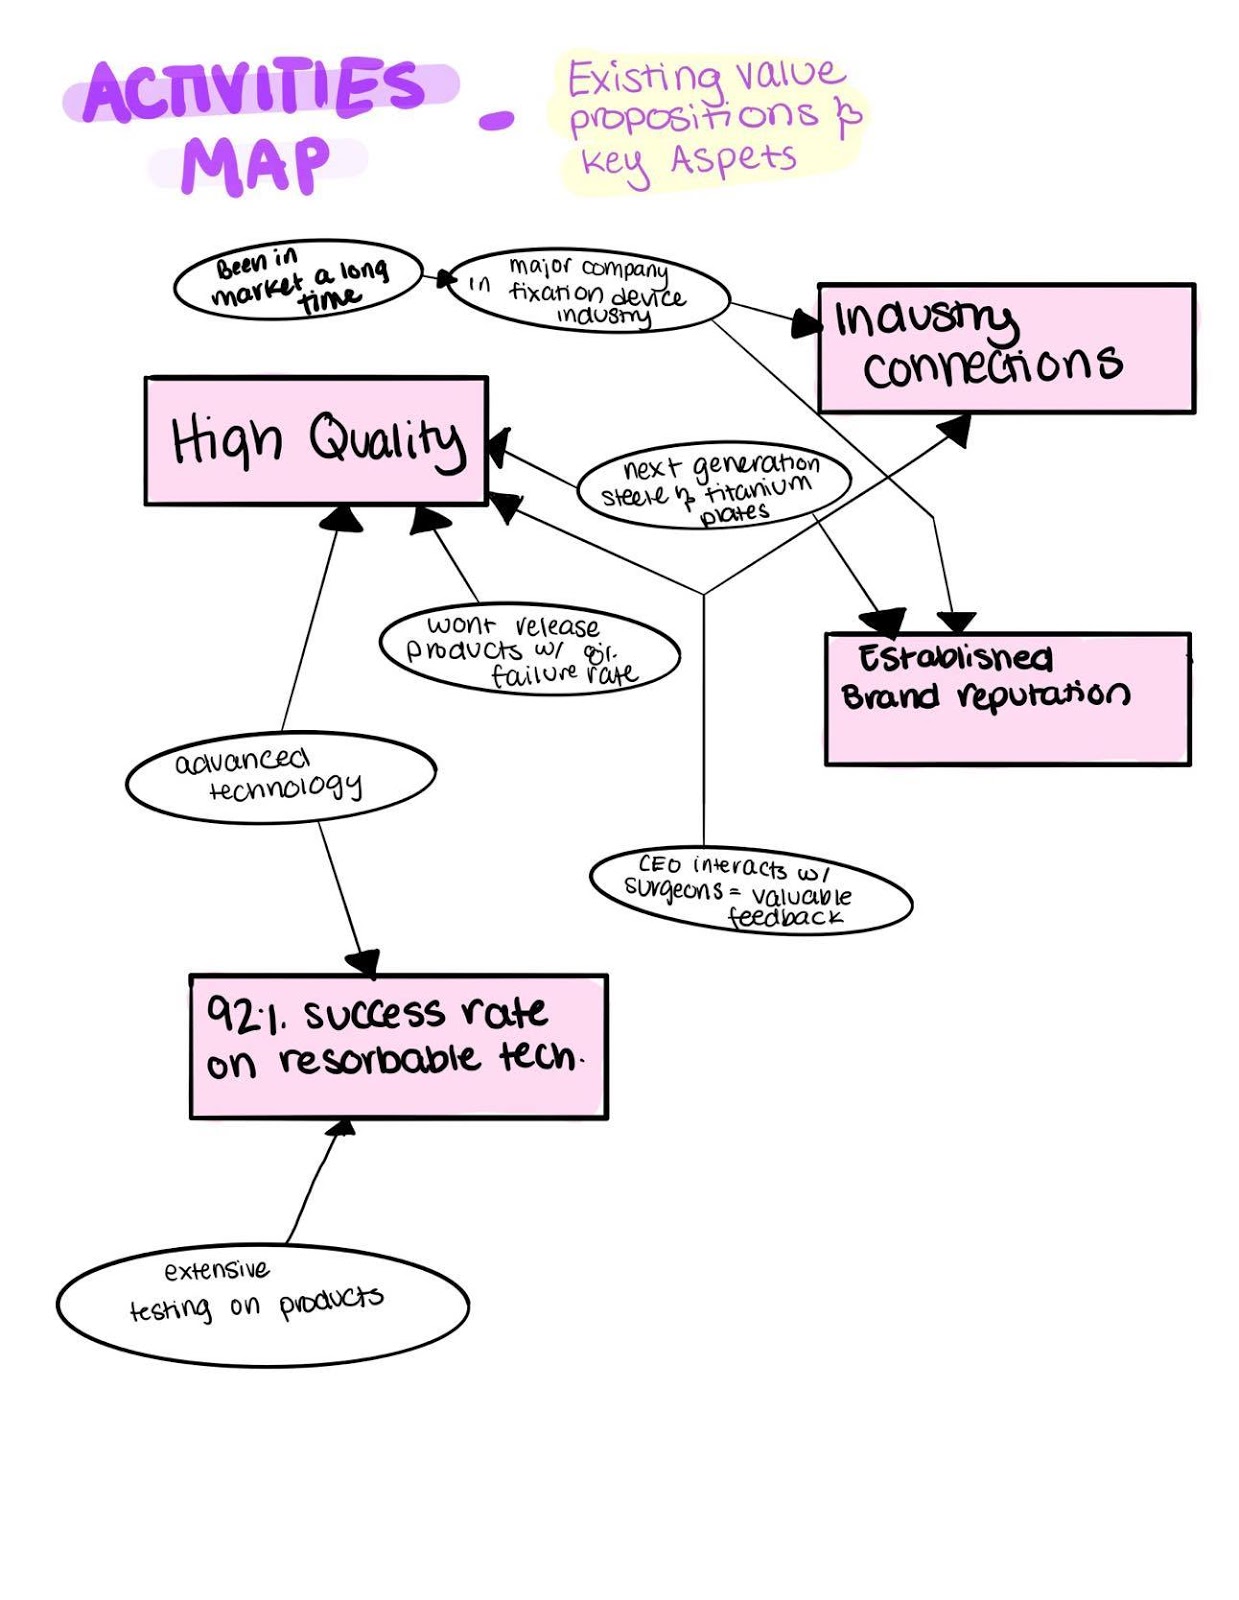 ACTIVITIES
MAP
-
Existing value
propositions &
key Aspets
Been in
market a long
time
major company
in fixation device
industry
Industry
connections
High Quality
next generation
steele & titanium
plates
wont release
products w/
failure rate
Established
Brand reputation
advanced
technology
CEO interacts w/
surgeons = valuable
feedback
92% success rate
on resorbable tech.
extensive
testing on products